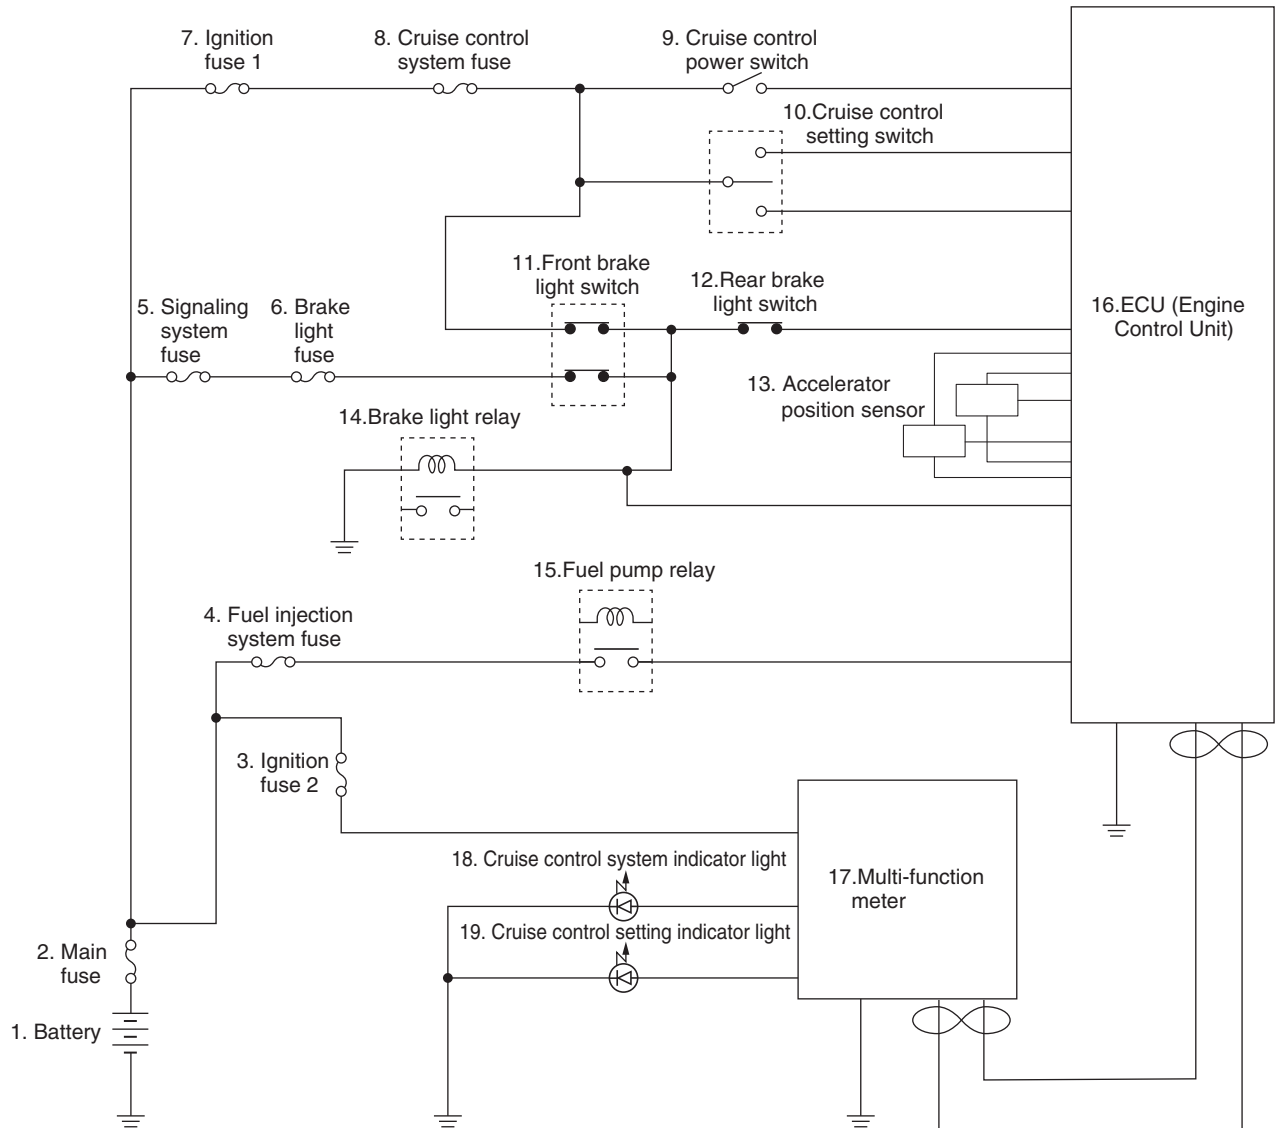 7. Ignition
fuse 1
8. Cruise control
system fuse
9. Cruise control
power switch
10.Cruise control
setting switch
11.Front brake
light switch
12.Rear brake
light switch
16.ECU (Engine
Control Unit)
5. Signaling
system
fuse
6. Brake
light
fuse
13. Accelerator
position sensor
14.Brake light relay
15.Fuel pump relay
4. Fuel injection
system fuse
3. Ignition
fuse 2
18. Cruise control system indicator light
17.Multi-function
meter
19. Cruise control setting indicator light
2. Main
fuse
1. Battery